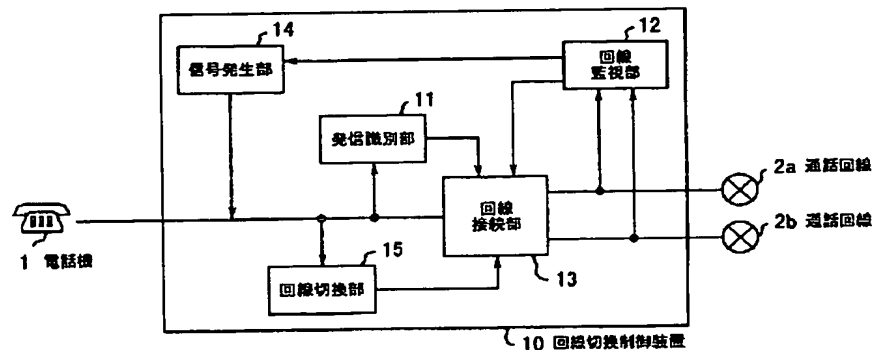 14
信号発生部
12
回線
監視部
11
発信識別部
2a 通話回線
回線
接続部
2b 通話回線
1 電話機
15
回線切換部
13
10 回線切換制御装置